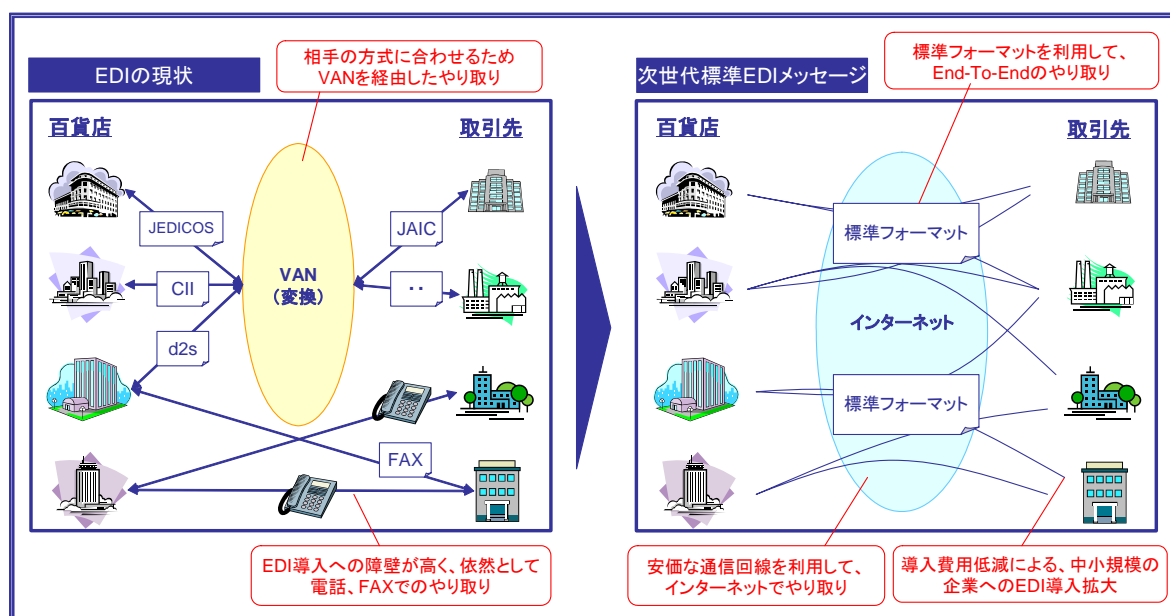 相手の方式に合わせるため
VANを経由したやり取り
EDIの現状
百貨店
取引先
JEDICOS
CII
d2s
VAN
(変換)
JAIC
・・
FAX
EDI導入への障壁が高く、依然として
電話、FAXでのやり取り
標準フォーマットを利用して、
End-To-Endのやり取り
次世代標準EDIメッセージ
百貨店
取引先
標準フォーマット
インターネット
標準フォーマット
安価な通信回線を利用して、
インターネットでやり取り
導入費用低減による、中小規模の
企業へのEDI導入拡大